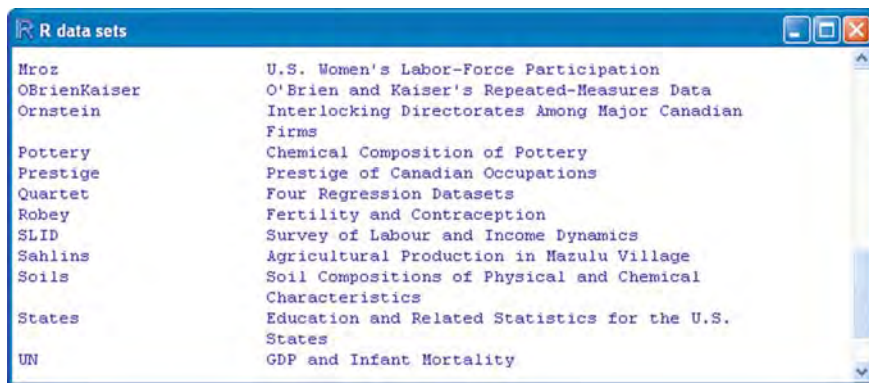 R R data sets
Mroz U.S. Women's Labor-Force Participation
OBrienKaiser O'Brien and Kaiser's Repeated-Measures Data
Ornstein Interlocking Directorates Among Major Canadian
Firms
Pottery Chemical Composition of Pottery
Prestige Prestige of Canadian Occupations
Quartet Four Regression Datasets
Robey Fertility and Contraception
SLID Survey of Labour and Income Dynamics
Sahlins Agricultural Production in Mazulu Village
Soils Soil Compositions of Physical and Chemical
Characteristics
States Education and Related Statistics for the U.S.
States
UN GDP and Infant Mortality